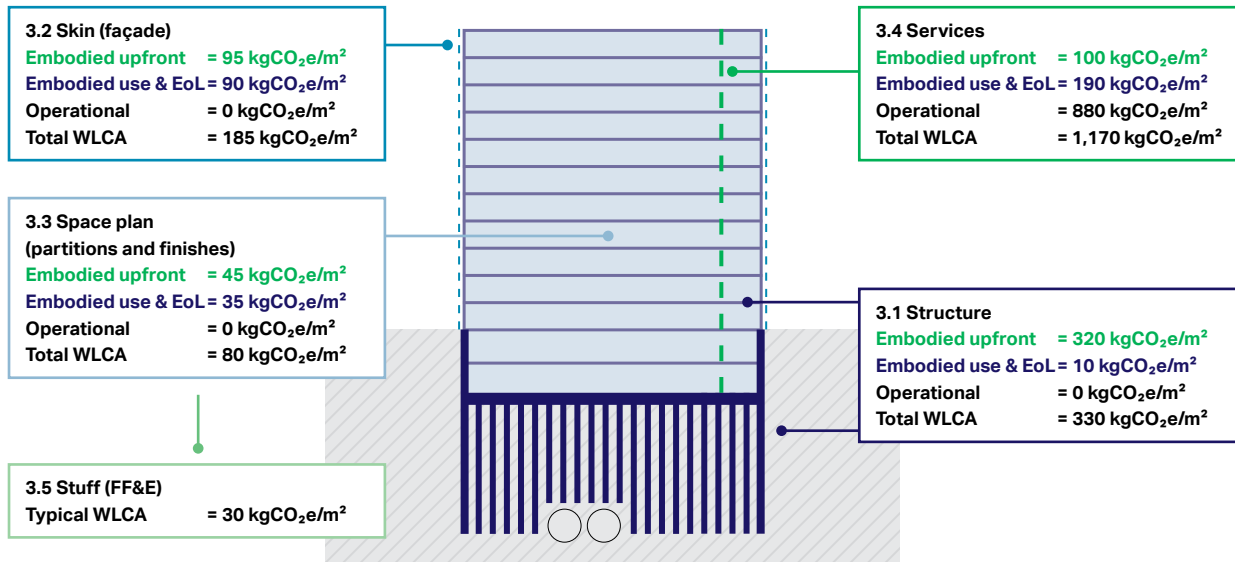 3.2 Skin (façade)
Embodied upfront = 95 kgCO₂e/m²
Embodied use & EoL = 90 kgCO₂e/m²
Operational = 0 kgCO₂e/m²
Total WLCA = 185 kgCO₂e/m²
3.3 Space plan
(partitions and finishes)
Embodied upfront = 45 kgCO₂e/m²
Embodied use & EoL = 35 kgCO₂e/m²
Operational = 0 kgCO₂e/m²
Total WLCA = 80 kgCO₂e/m²
3.5 Stuff (FF&E)
Typical WLCA = 30 kgCO₂e/m²
3.4 Services
Embodied upfront = 100 kgCO₂e/m²
Embodied use & EoL = 190 kgCO₂e/m²
Operational = 880 kgCO₂e/m²
Total WLCA = 1,170 kgCO₂e/m²
3.1 Structure
Embodied upfront = 320 kgCO₂e/m²
Embodied use & EoL = 10 kgCO₂e/m²
Operational = 0 kgCO₂e/m²
Total WLCA = 330 kgCO₂e/m²